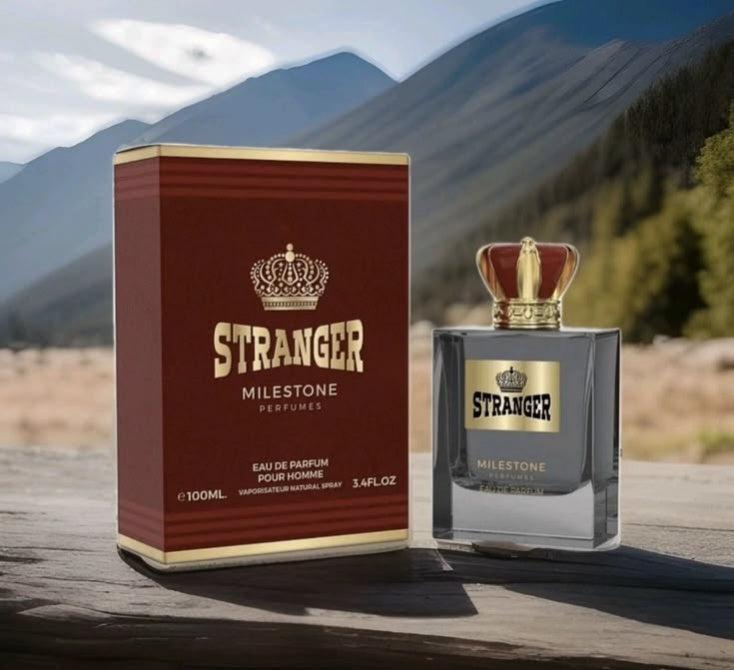 STRANGER
MILESTONE
PERFUMES
EAU DE PARFUM
POUR HOMME
VAPORISATEUR NATURAL SPRAY
℮100ML.
3.4FL.OZ
STRANGER
MILESTONE
PERFUMES
EAU DE PARFUM